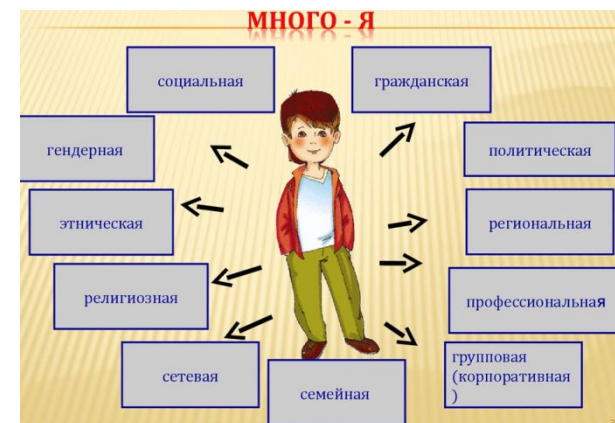 МНОГО - Я
социальная
гражданская
гендерная
политическая
этническая
региональная
религиозная
профессиональная
сетевая
семейная
групповая
(корпоративная
)